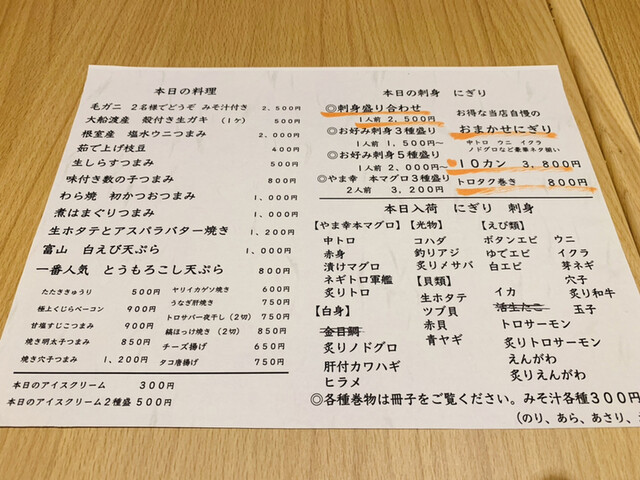 本日の料理
毛ガニ 2名様でどうぞ みそ汁付き 2,500円
大船渡産 殻付き生ガキ (1ケ) 500円
根室産 塩水ウニつまみ 2,000円
茹で上げ枝豆 400円
生しらすつまみ 500円
味付き数の子つまみ 800円
わら焼 初かつおつまみ 1,000円
煮はまぐりつまみ 1,000円
生ホタテとアスパラバター焼き 1,200円
富山 白えび天ぷら 1,000円
一番人気 とうもろこし天ぷら 800円
たたききゅうり 500円
極上くじらベーコン 900円
甘塩すじこつまみ 900円
焼き明太子つまみ 850円
焼き穴子つまみ 1,200円
ヤリイカゲソ焼き 600円
うなぎ肝焼き 750円
トロサバ一夜干し(2切) 750円
縞ほっけ焼き(2切) 850円
チーズ揚げ 650円
タコ唐揚げ 750円
本日のアイスクリーム 300円
本日のアイスクリーム2種盛 500円
本日の刺身 にぎり
◎刺身盛り合わせ
1人前 2,500円
◎お好み刺身3種盛り
1人前 1,500円~
◎お好み刺身5種盛り
1人前 2,400円~
◎やま幸 本マグロ3種盛り
2人前 3,200円
お得な当店自慢の
おまかせにぎり
中トロ ウニ イクラ
ノドグロなど豪華ネタ揃い
10カン 3,800円
トロタク巻き 800円
本日入荷 にぎり 刺身
【やま幸本マグロ】
中トロ
赤身
漬けマグロ
ネギトロ軍艦
炙りトロ
【白身】
金目鯛
炙りノドグロ
肝付カワハギ
ヒラメ
【光物】
コハダ
釣りアジ
炙りメサバ
【貝類】
生ホタテ
ツブ貝
赤貝
青ヤギ
【えび類】
ボタンエビ
ゆでエビ
白エビ
イカ
活生たこ
トロサーモン
炙りトロサーモン
えんがわ
炙りえんがわ
ウニ
イクラ
芽ネギ
穴子
炙り和牛
玉子
◎各種巻物は冊子をご覧ください。みそ汁各種300円
(のり、あら、あさり、